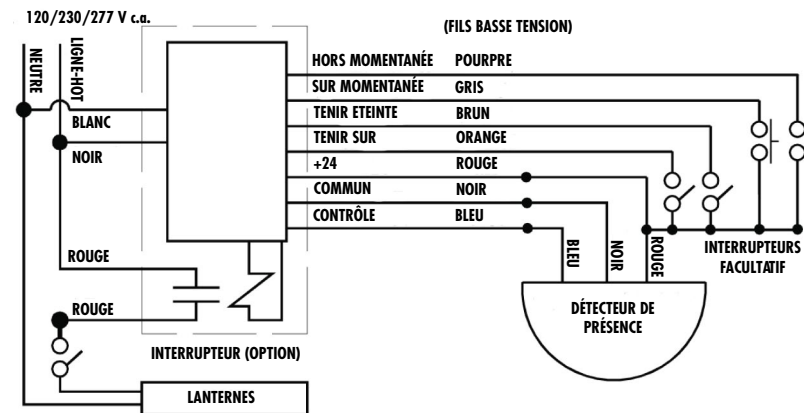 120/230/277 V c.a.
(FILS BASSE TENSION)
NEUTRE
LIGNE-HOT
HORS MOMENTANÉE POURPRE
SUR MOMENTANÉE GRIS
BLANC
TENIR ETEINTE BRUN
TENIR SUR ORANGE
NOIR
+24 ROUGE
COMMUN NOIR
CONTRÔLE BLEU
BLEU
NOIR
ROUGE
INTERRUPTEURS
FACULTATIF
ROUGE
ROUGE
DÉTECTEUR DE
PRÉSENCE
INTERRUPTEUR (OPTION)
LANTERNES